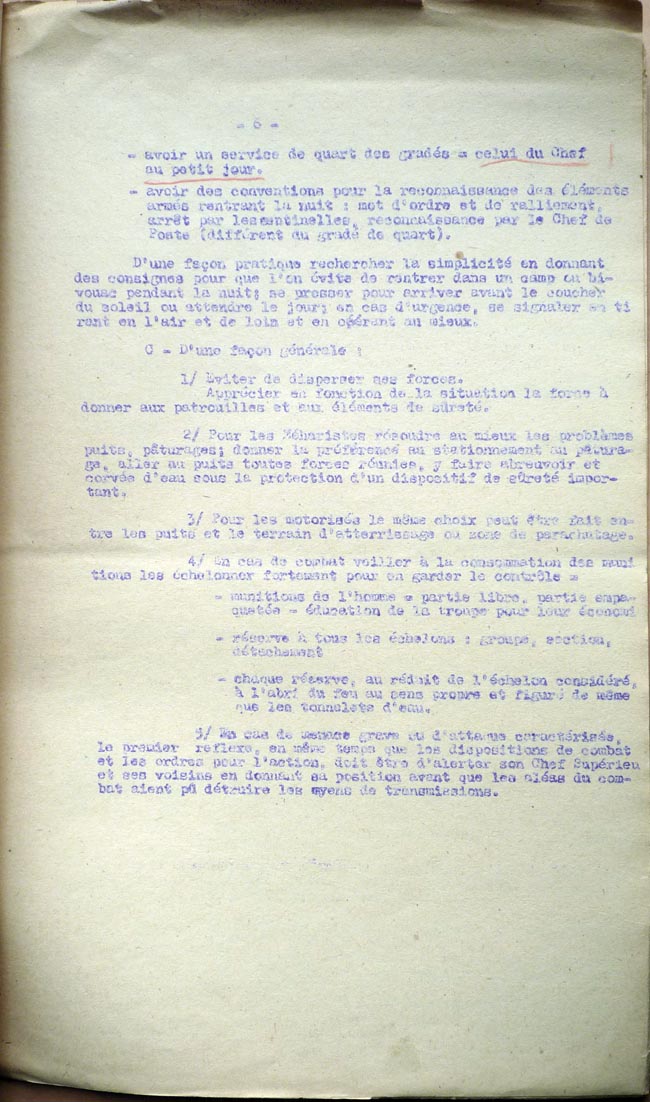 - 6 -
- avoir un service de quart des gradés = celui du Chef
au petit jour.
- avoir des conventions pour la reconnaissance des éléments
armés rentrant la nuit : mot d'ordre et de ralliement,
arrêt par lessentinelles, reconnaissance par le Chef de
Poste (différent du gradé de quart).
D'une façon pratique rechercher la simplicité en donnant
des consignes pour que l'on évite de rentrer dans un camp ou bi-
vouac pendant la nuit; se presser pour arriver avant le coucher
du soleil ou attendre le jour; en cas d'urgence, se signaler en ti
rant en l'air et de loin et en opérant au mieux.
C - D'une façon générale :
1/ Eviter de disperser ses forces.
Apprécier en fonction de la situation la force à
donner aux patrouilles et aux éléments de sûreté.
2/ Pour les Méharistes résoudre au mieux les problèmes
puits, pâturages; donner la préférence au stationnement au pâtura-
ge, aller au puits toutes forces réunies, y faire abreuvoir et
corvée d'eau sous la protection d'un dispositif de sûreté impor-
tant.
3/ Pour les motorisés le même choix peut être fait en-
tre les puits et le terrain d'atterrissage ou zone de parachutage.
4/ En cas de combat veiller à la consommation des muni
tions les échelonner fortement pour en garder le contrôle =
- munitions de l'homme = partie libre, partie empa-
quetée - éducation de la troupe pour leur économi
- réserve à tous les échelons : groupe, section,
détachement
- chaque réserve, au réduit de l'échelon considéré,
à l'abri du feu au sens propre et figuré de même
que les tonnelets d'eau.
5/ En cas de menace grave ou d'attaque caractérisée,
le premier reflexe, en même temps que les dispositions de combat
et les ordres pour l'action, doit être d'alerter son Chef Supérieu
et ses voisins en donnant sa position avant que les aléas du com-
bat aient pû détruire les myens de transmissions.